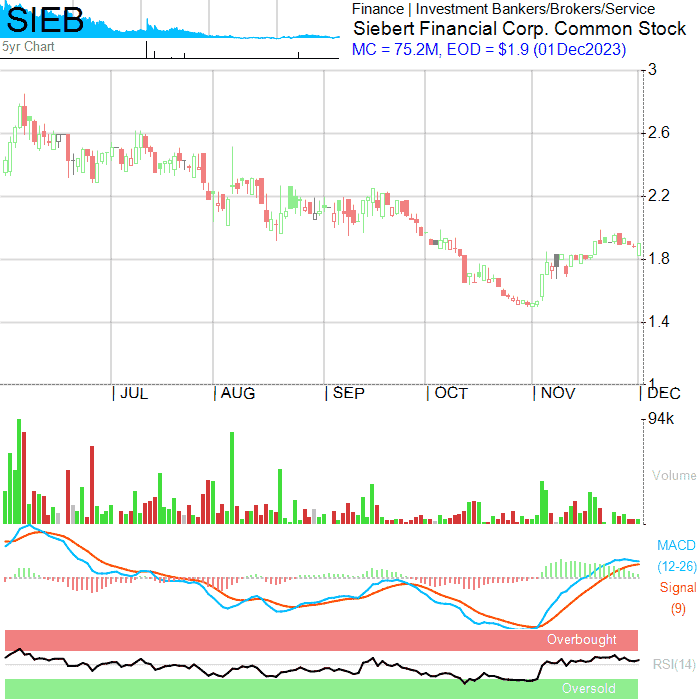 SIEB
Finance | Investment Bankers/Brokers/Service
Siebert Financial Corp. Common Stock
5yr Chart
MC = 75.2M, EOD = $1.9 (01Dec2023)
3
2.6
2.2
1.8
1.4
1
JUL
AUG
SEP
OCT
NOV
DEC
94k
Volume
MACD
(12-26)
Signal
(9)
Overbought
RSI(14)
Oversold